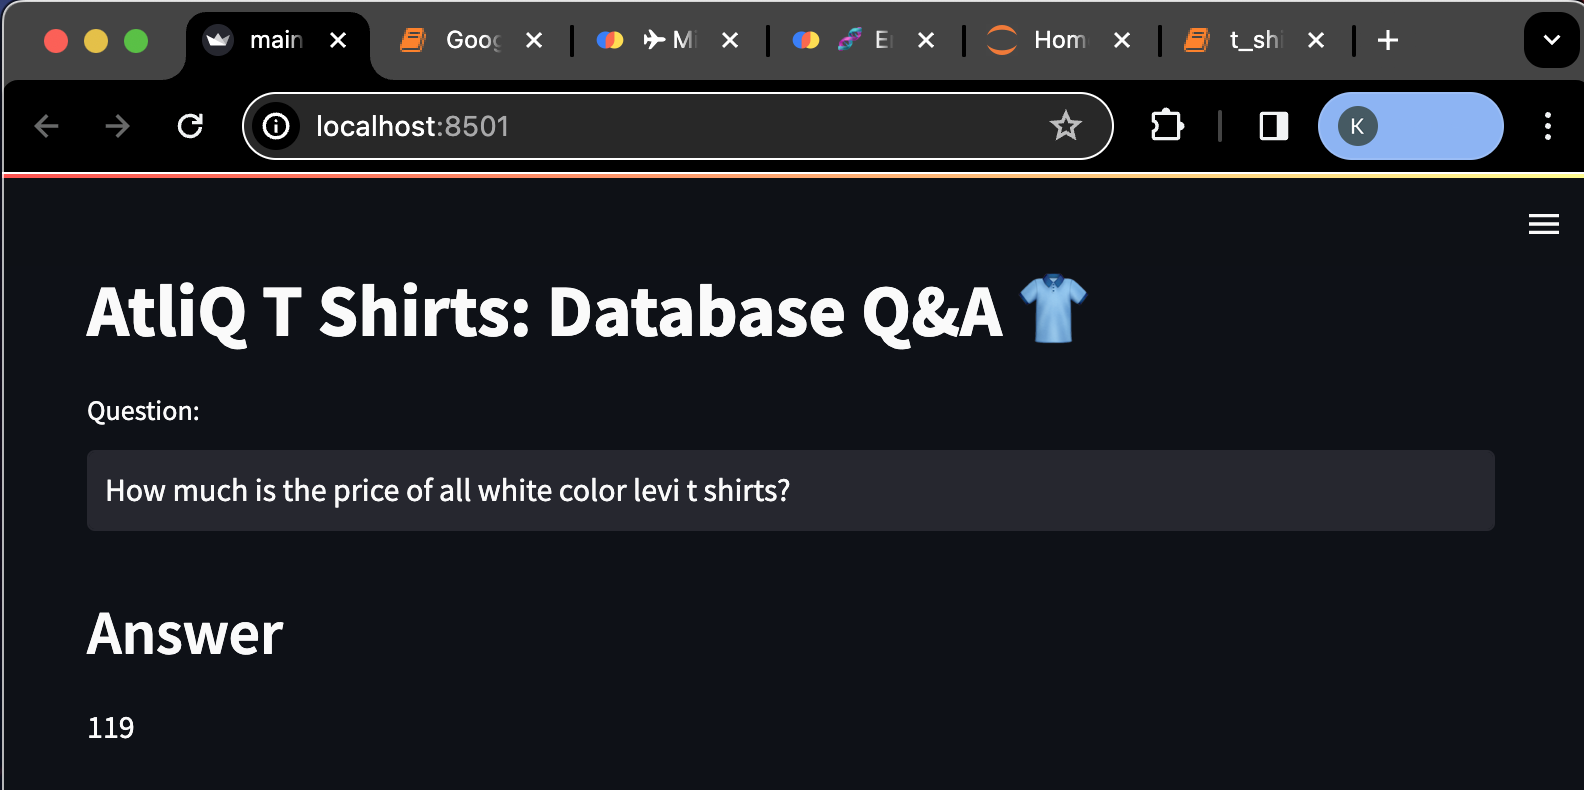 main
Goog
Mi
E
Hom
t_shi
localhost:8501
K
AtliQ T Shirts: Database Q&A
Question:
How much is the price of all white color levi t shirts?
Answer
119